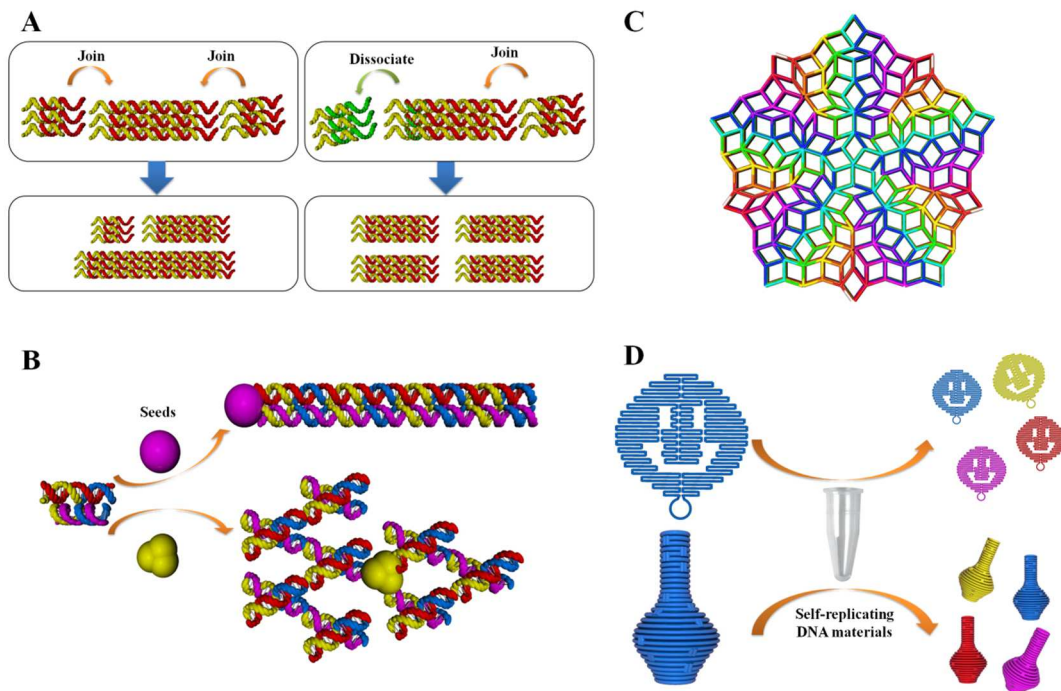 A
Join
Join
Dissociate
Join
C
B
Seeds
D
Self-replicating
DNA materials